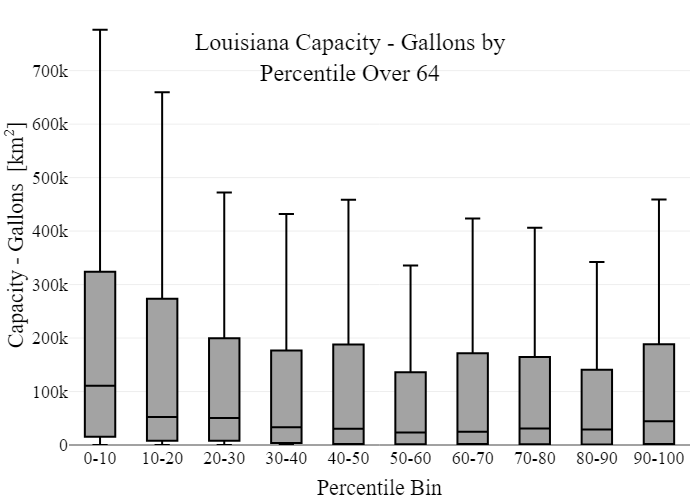 Louisiana Capacity - Gallons by
Percentile Over 64
Capacity - Gallons [km²]
700k
600k
500k
400k
300k
200k
100k
0
0-10 10-20 20-30 30-40 40-50 50-60 60-70 70-80 80-90 90-100
Percentile Bin